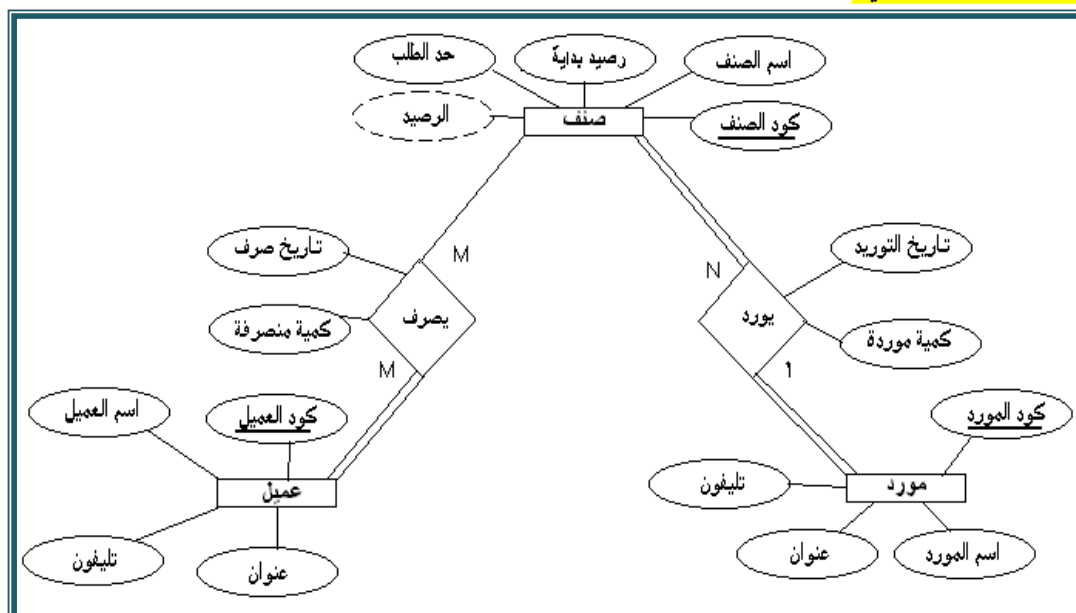 حد الطلب
رصيد بداية
اسم الصنف
الرصيد
صنف
كود الصنف
تاريخ صرف
M
N
تاريخ التوريد
يصرف
يورد
كمية منصرفة
كمية موردة
M
1
اسم العميل
كود العميل
كود المورد
تليفون
مورد
عميل
تليفون
عنوان
عنوان
اسم المورد